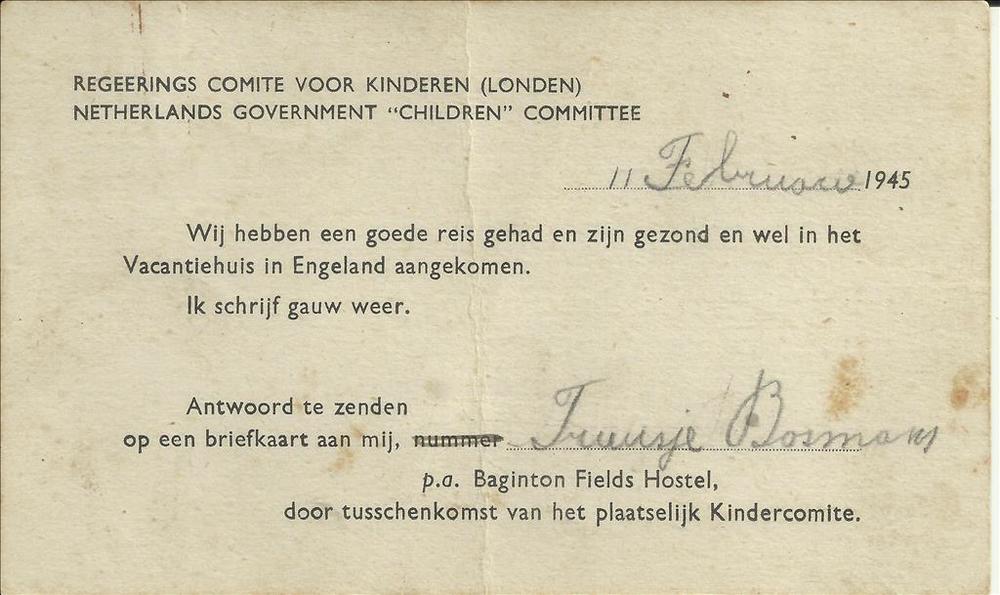 REGEERINGS COMITE VOOR KINDEREN (LONDEN)
NETHERLANDS GOVERNMENT “CHILDREN” COMMITTEE
11 Februari 1945
Wij hebben een goede reis gehad en zijn gezond en wel in het
Vacantiehuis in Engeland aangekomen.
Ik schrijf gauw weer.
Antwoord te zenden
op een briefkaart aan mij, nummer Truusje Bosmans
p.a. Baginton Fields Hostel,
door tusschenkomst van het plaatselijk Kindercomite.